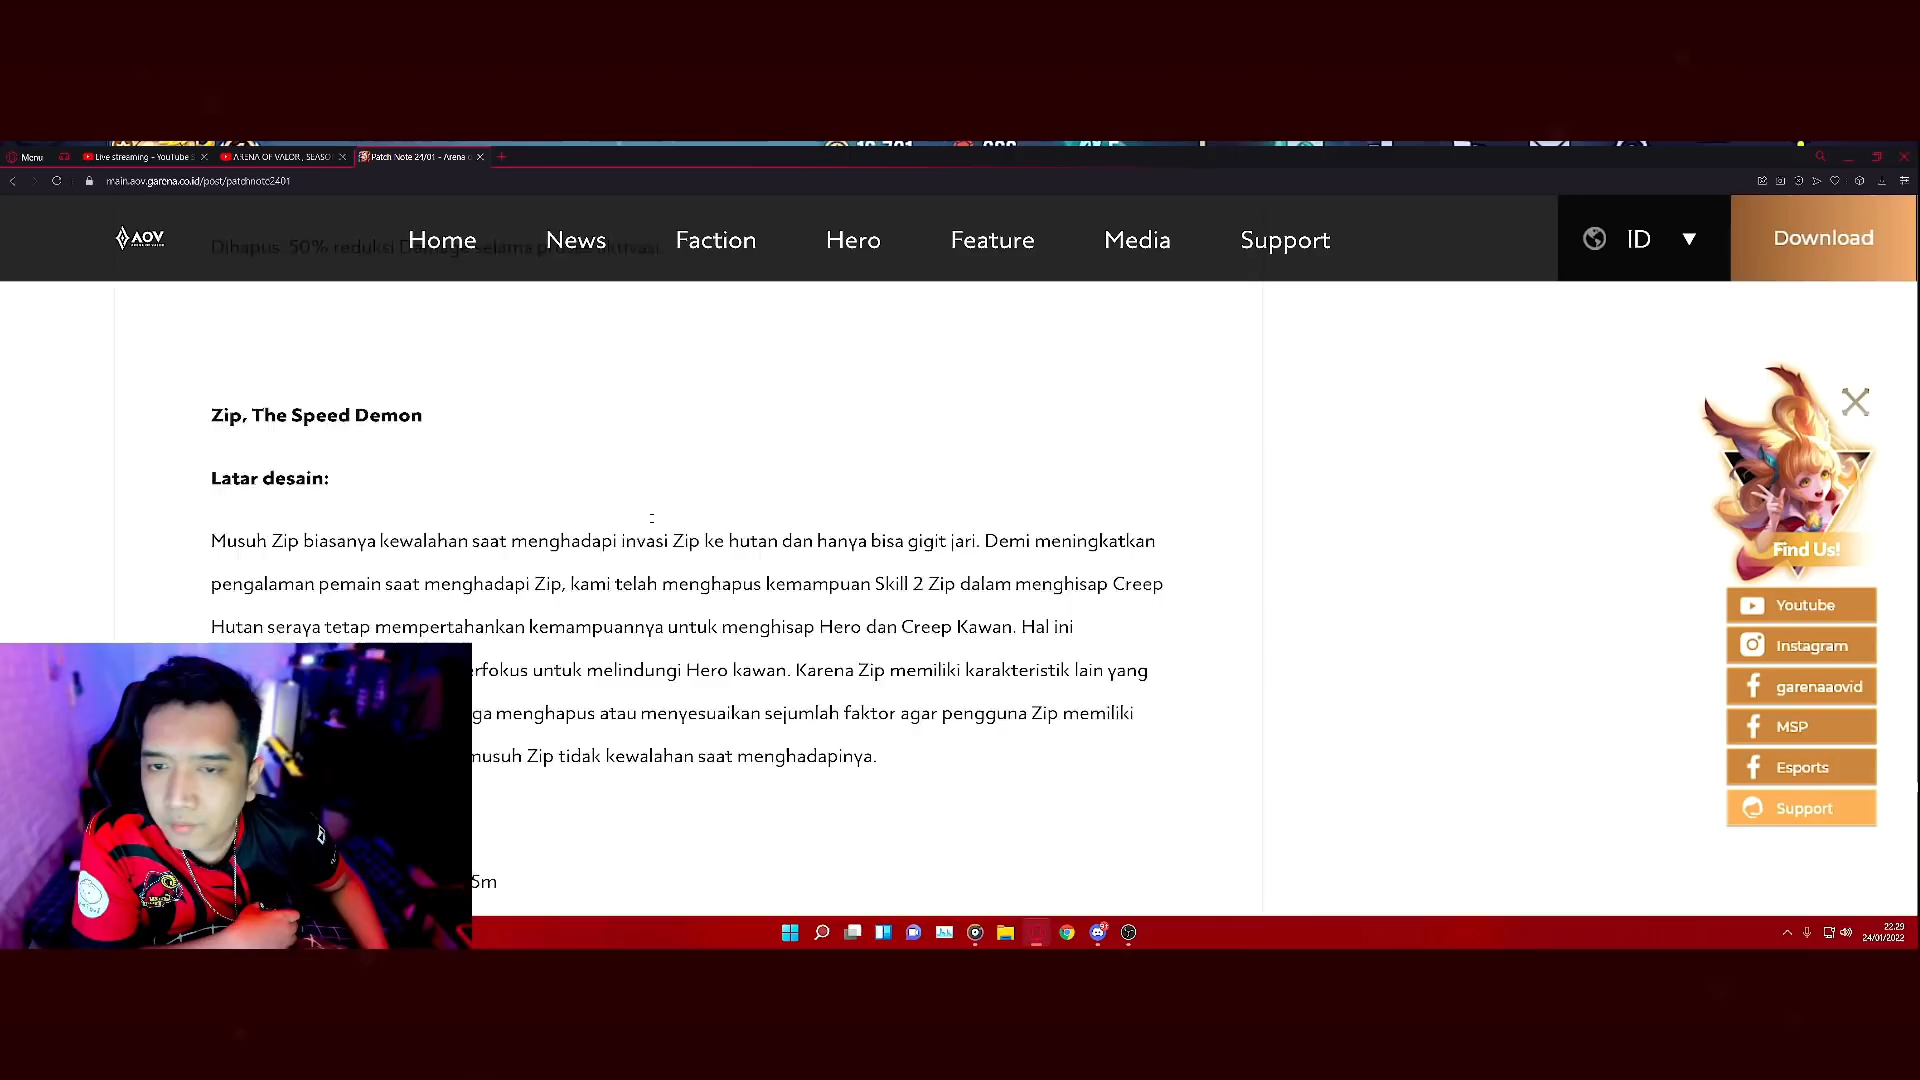 Menu
Live streaming - YouTube S
ARENA OF VALOR , SEASO
Patch Note 24/01 - Arena o
main.aov.garena.co.id/post/patchnote2401
AOV
Home
News
Faction
Hero
Feature
Media
Support
ID
Download
Dihapus: 50% reduksi Damage selama
Zip, The Speed Demon
Latar desain:
Musuh Zip biasanya kewalahan saat menghadapi invasi Zip ke hutan dan hanya bisa gigit jari. Demi meningkatkan
pengalaman pemain saat menghadapi Zip, kami telah menghapus kemampuan Skill 2 Zip dalam menghisap Creep
Hutan seraya tetap mempertahankan kemampuannya untuk menghisap Hero dan Creep Kawan. Hal ini
erfokus untuk melindungi Hero kawan. Karena Zip memiliki karakteristik lain yang
ga menghapus atau menyesuaikan sejumlah faktor agar pengguna Zip memiliki
musuh Zip tidak kewalahan saat menghadapinya.
5m
Find Us!
Youtube
Instagram
garenaaovid
MSP
Esports
Support
22.29
24/01/2022